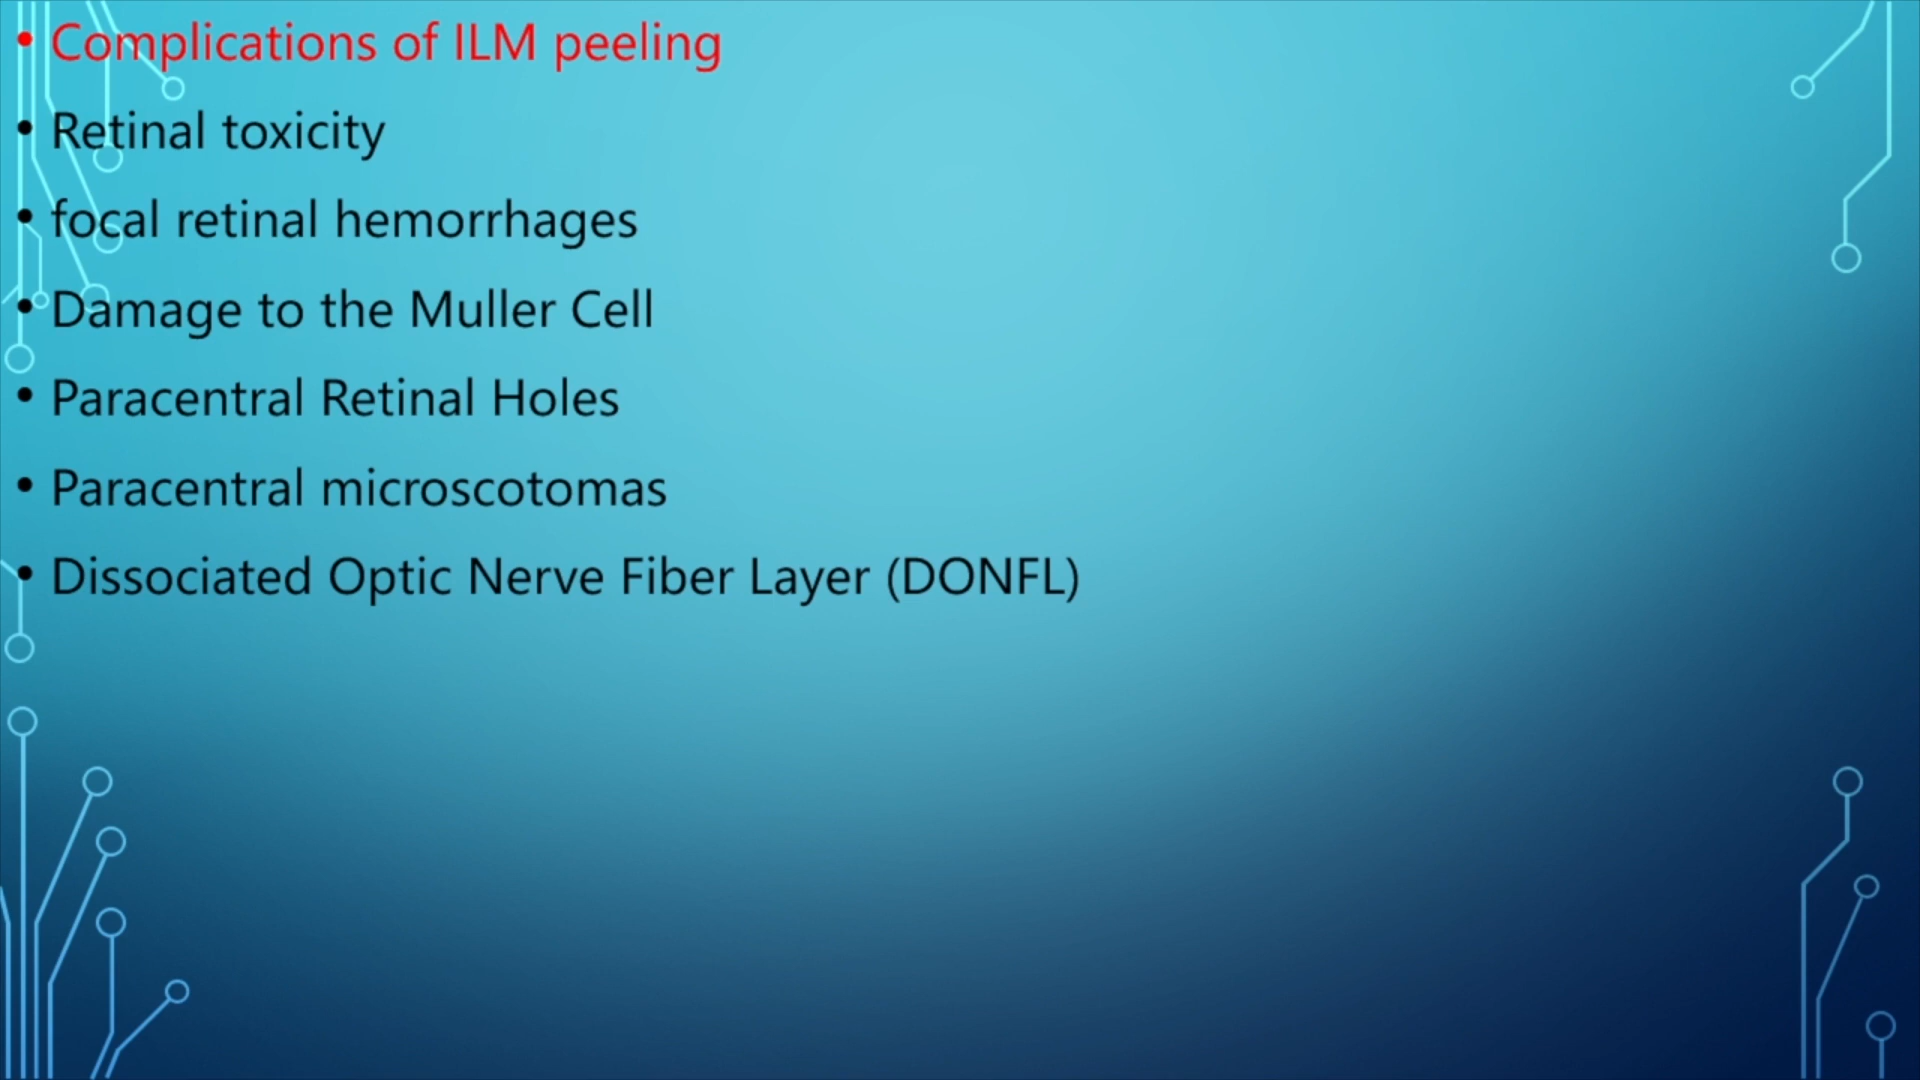 • Complications of ILM peeling
• Retinal toxicity
• focal retinal hemorrhages
• Damage to the Muller Cell
• Paracentral Retinal Holes
• Paracentral microscotomas
• Dissociated Optic Nerve Fiber Layer (DONFL)